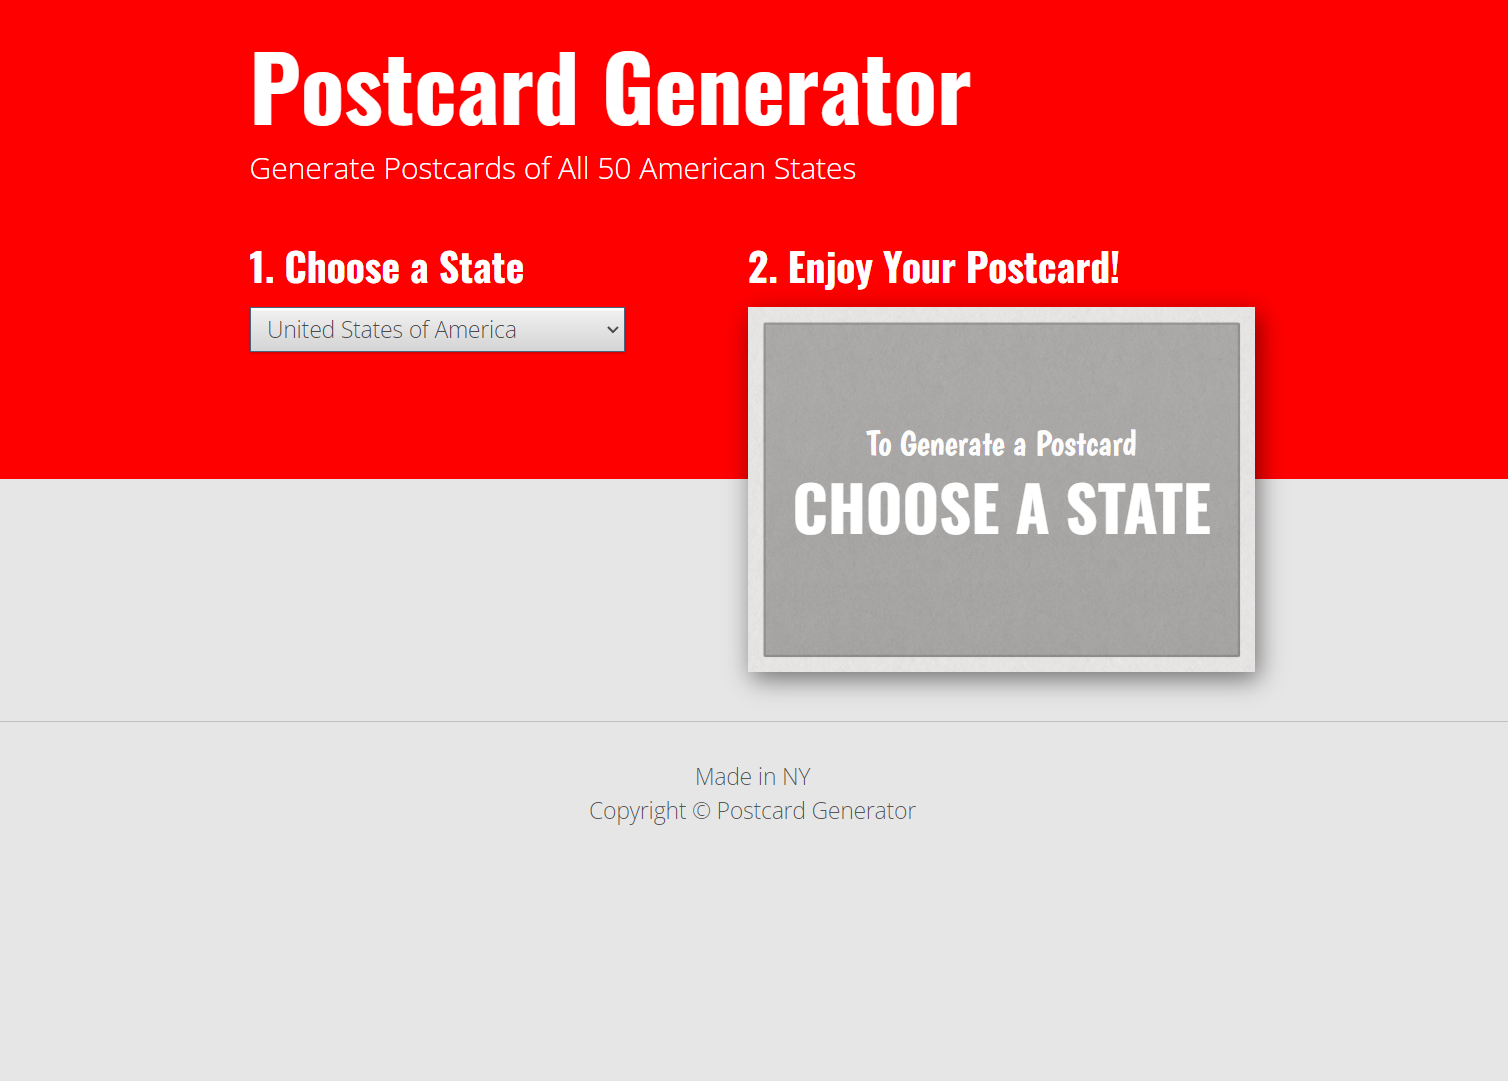 Postcard Generator
Generate Postcards of All 50 American States
1. Choose a State
United States of America
2. Enjoy Your Postcard!
To Generate a Postcard
CHOOSE A STATE
Made in NY
Copyright © Postcard Generator